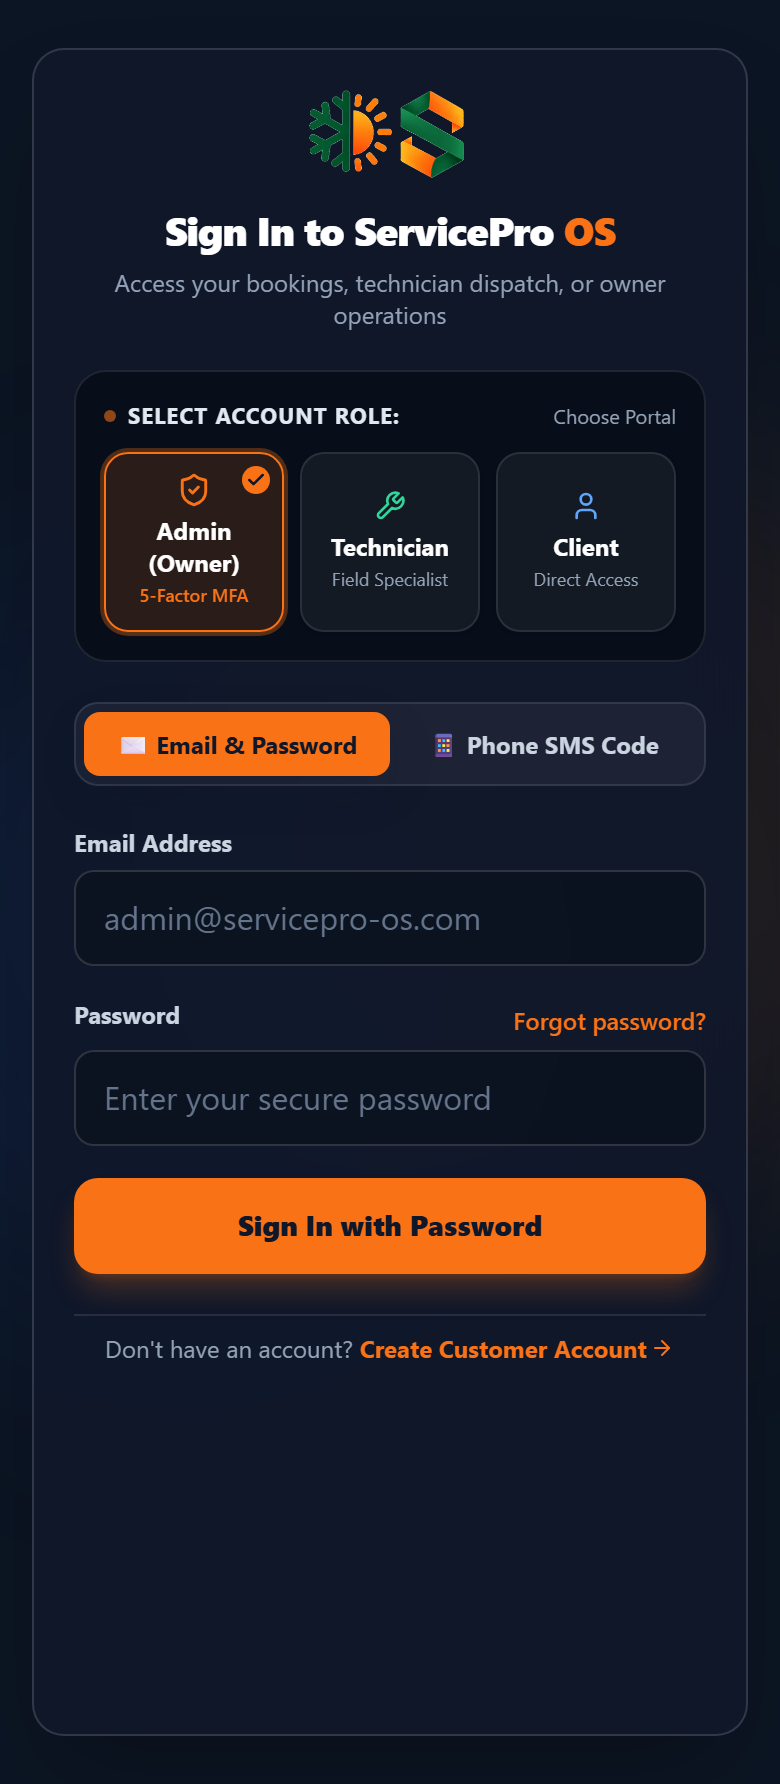 Sign In to ServicePro OS
Access your bookings, technician dispatch, or owner
operations
SELECT ACCOUNT ROLE:
Choose Portal
Admin
(Owner)
5-Factor MFA
Technician
Field Specialist
Client
Direct Access
Email & Password
Phone SMS Code
Email Address
admin@servicepro-os.com
Password
Forgot password?
Enter your secure password
Sign In with Password
Don't have an account? Create Customer Account →